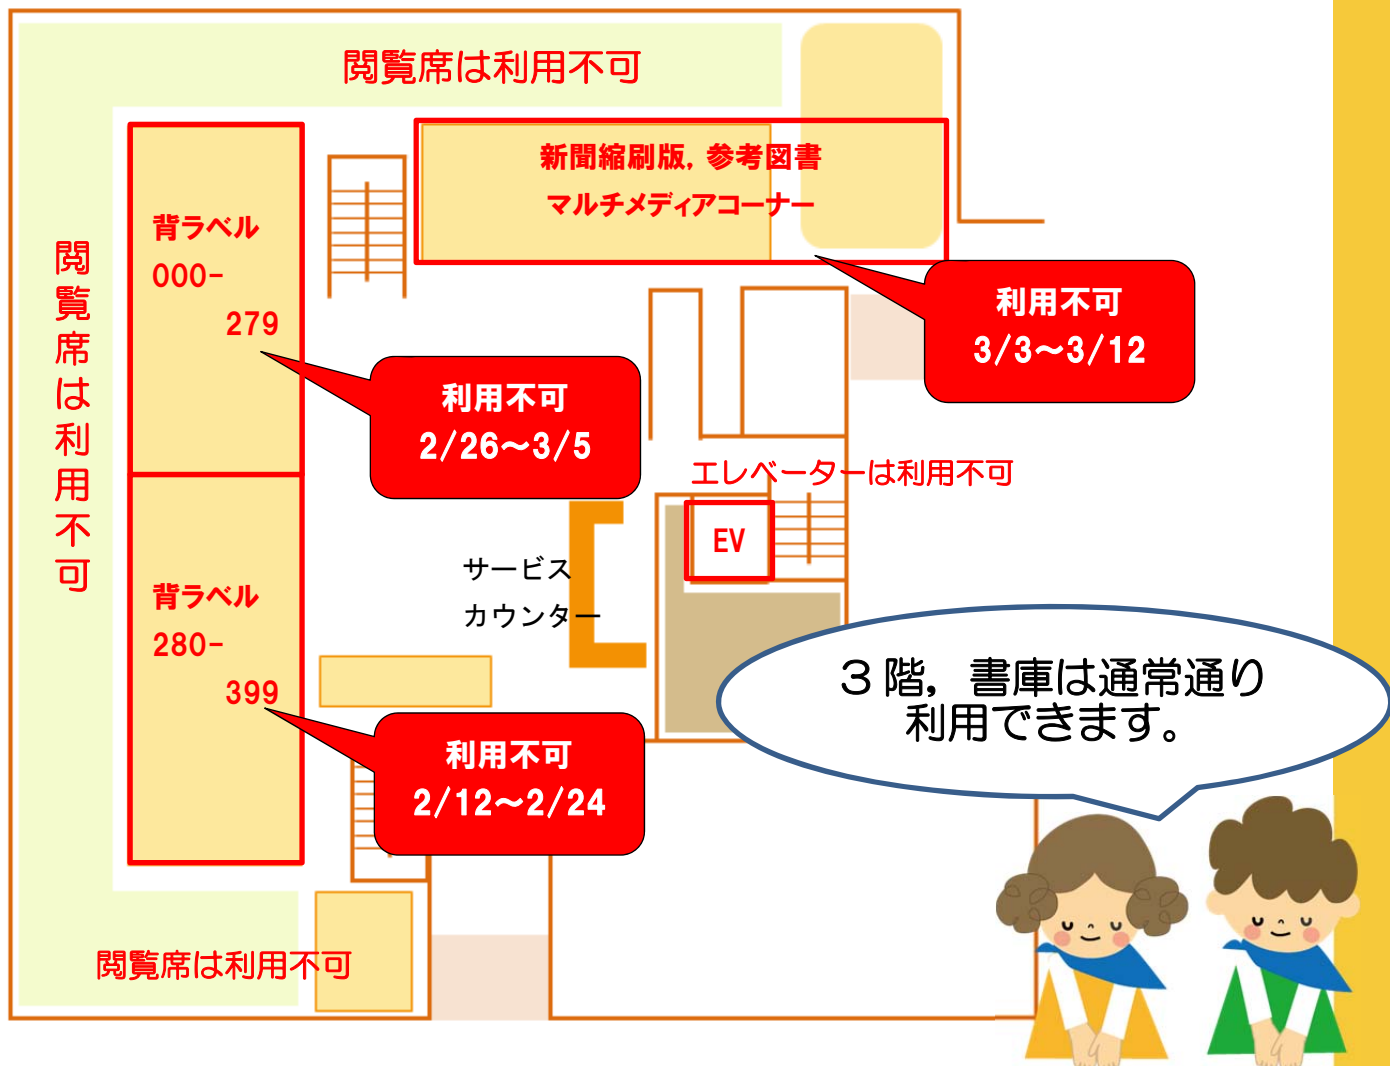 閲覧席は利用不可
新聞縮刷版，参考図書
マルチメディアコーナー
利用不可
3/3～3/12
背ラベル
000-
279
利用不可
2/26～3/5
閲覧席は利用不可
エレベーターは利用不可
EV
サービス
カウンター
背ラベル
280-
399
利用不可
2/12～2/24
３階，書庫は通常通り
利用できます。
閲覧席は利用不可